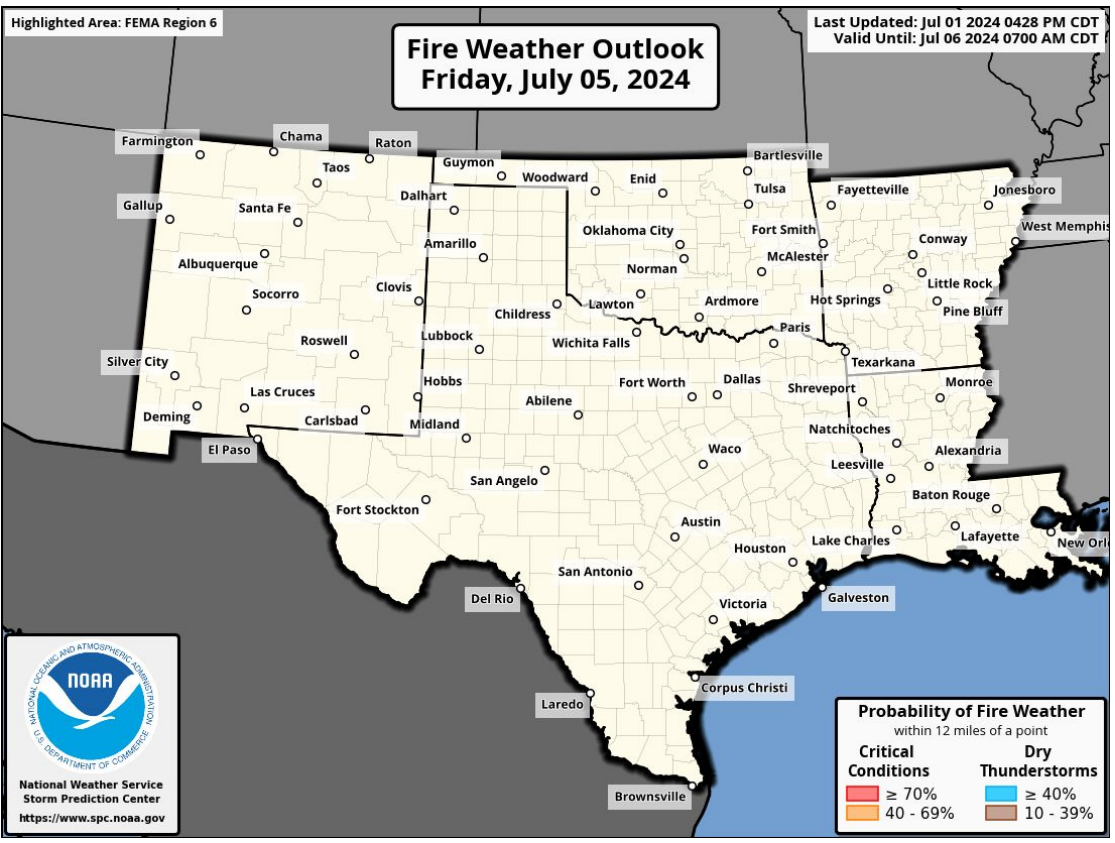 Highlighted Area: FEMA Region 6
Fire Weather Outlook
Friday, July 05, 2024
Last Updated: Jul 01 2024 0428 PM CDT
Valid Until: Jul 06 2024 0700 AM CDT
Farmington
Chama
Raton
Taos
Guymon
Woodward
Enid
Bartlesville
Tulsa
Fayetteville
Jonesboro
Gallup
Santa Fe
Dalhart
Oklahoma City
Fort Smith
West Memphis
Albuquerque
Amarillo
Norman
McAlester
Conway
Socorro
Clovis
Childress
Lawton
Ardmore
Hot Springs
Little Rock
Pine Bluff
Roswell
Lubbock
Wichita Falls
Paris
Texarkana
Silver City
Las Cruces
Hobbs
Fort Worth
Dallas
Shreveport
Monroe
Deming
Carlsbad
Midland
Abilene
Natchitoches
El Paso
San Angelo
Waco
Leesville
Alexandria
Fort Stockton
Baton Rouge
Austin
Houston
Lake Charles
Lafayette
New Orl
San Antonio
Del Rio
Victoria
Galveston
Laredo
Corpus Christi
Brownsville
NATIONAL OCEANIC AND ATMOSPHERIC ADMINISTRATION
NOAA
U.S. DEPARTMENT OF COMMERCE
National Weather Service
Storm Prediction Center
https://www.spc.noaa.gov
Probability of Fire Weather
within 12 miles of a point
Critical Conditions
≥ 70%
40 - 69%
Dry Thunderstorms
≥ 40%
10 - 39%